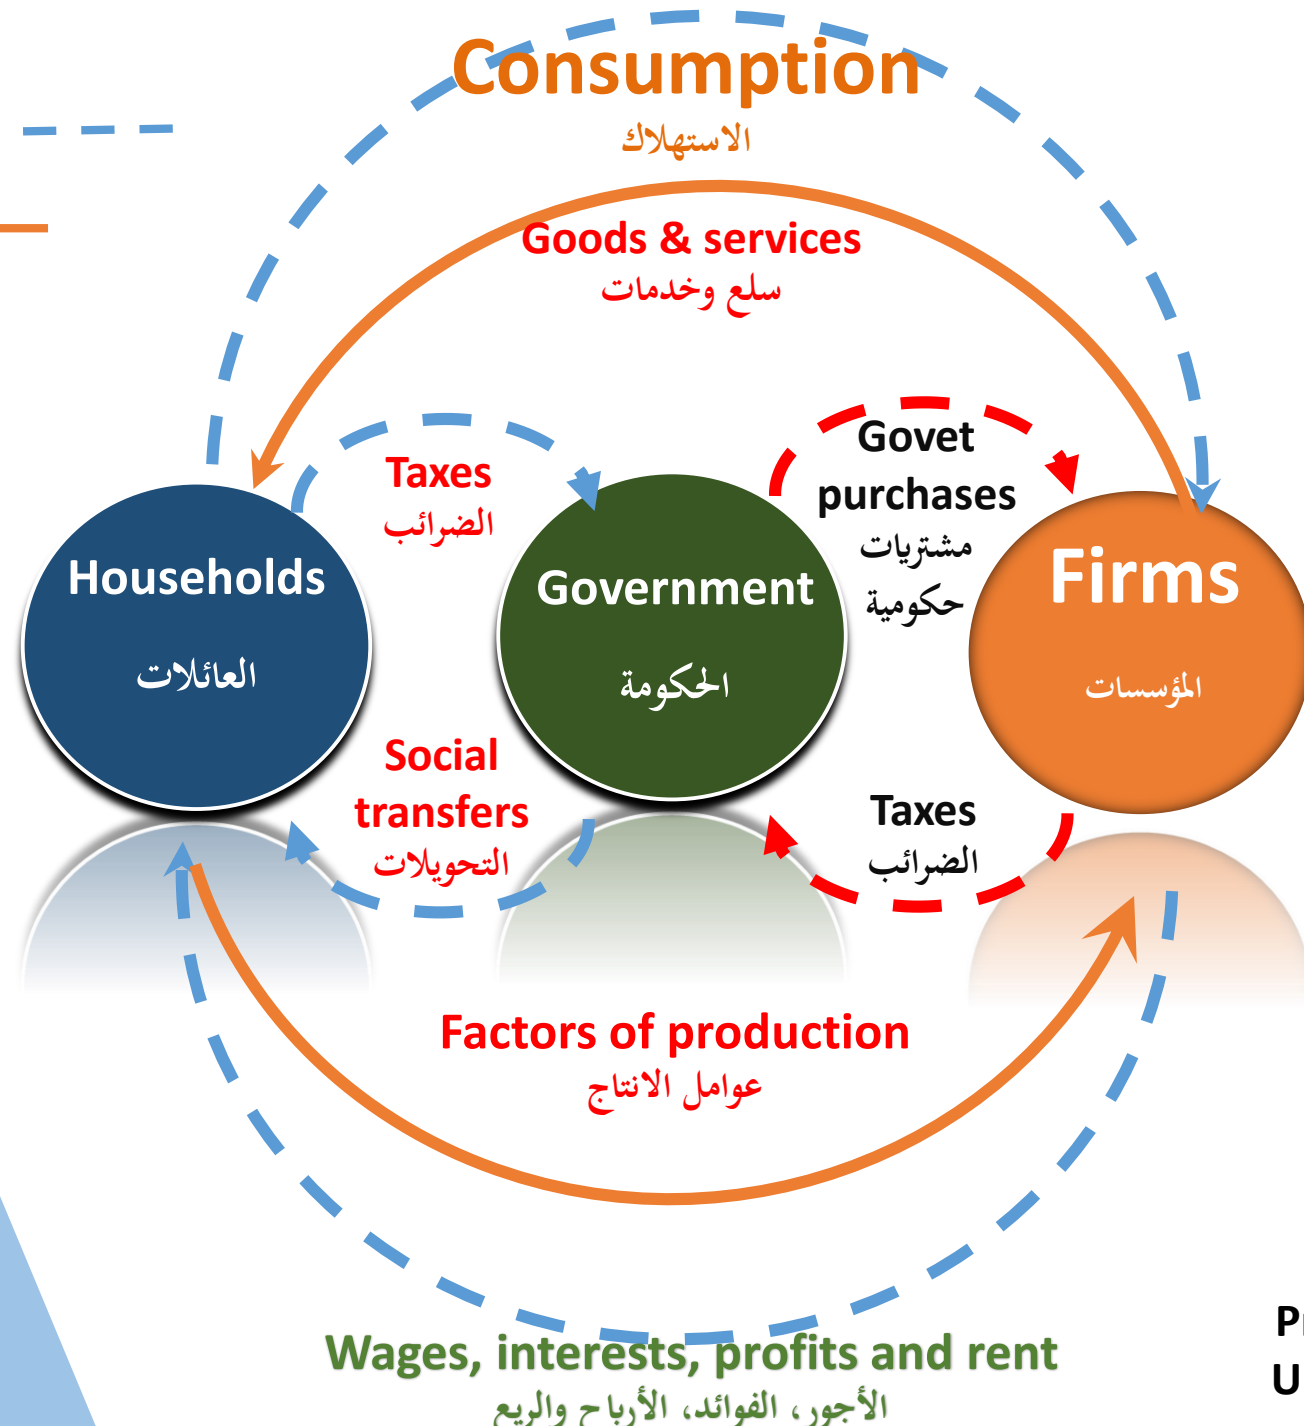 Consumption
الاستهلاك
Goods & services
سلع وخدمات
Taxes
الضرائب
Govet
purchases
مشتريات
حكومية
Households
العائلات
Government
الحكومة
Firms
المؤسسات
Social
transfers
التحويلات
Taxes
الضرائب
Factors of production
عوامل الانتاج
Wages, interests, profits and rent
الأجور، الفوائد، الأرباح والريع